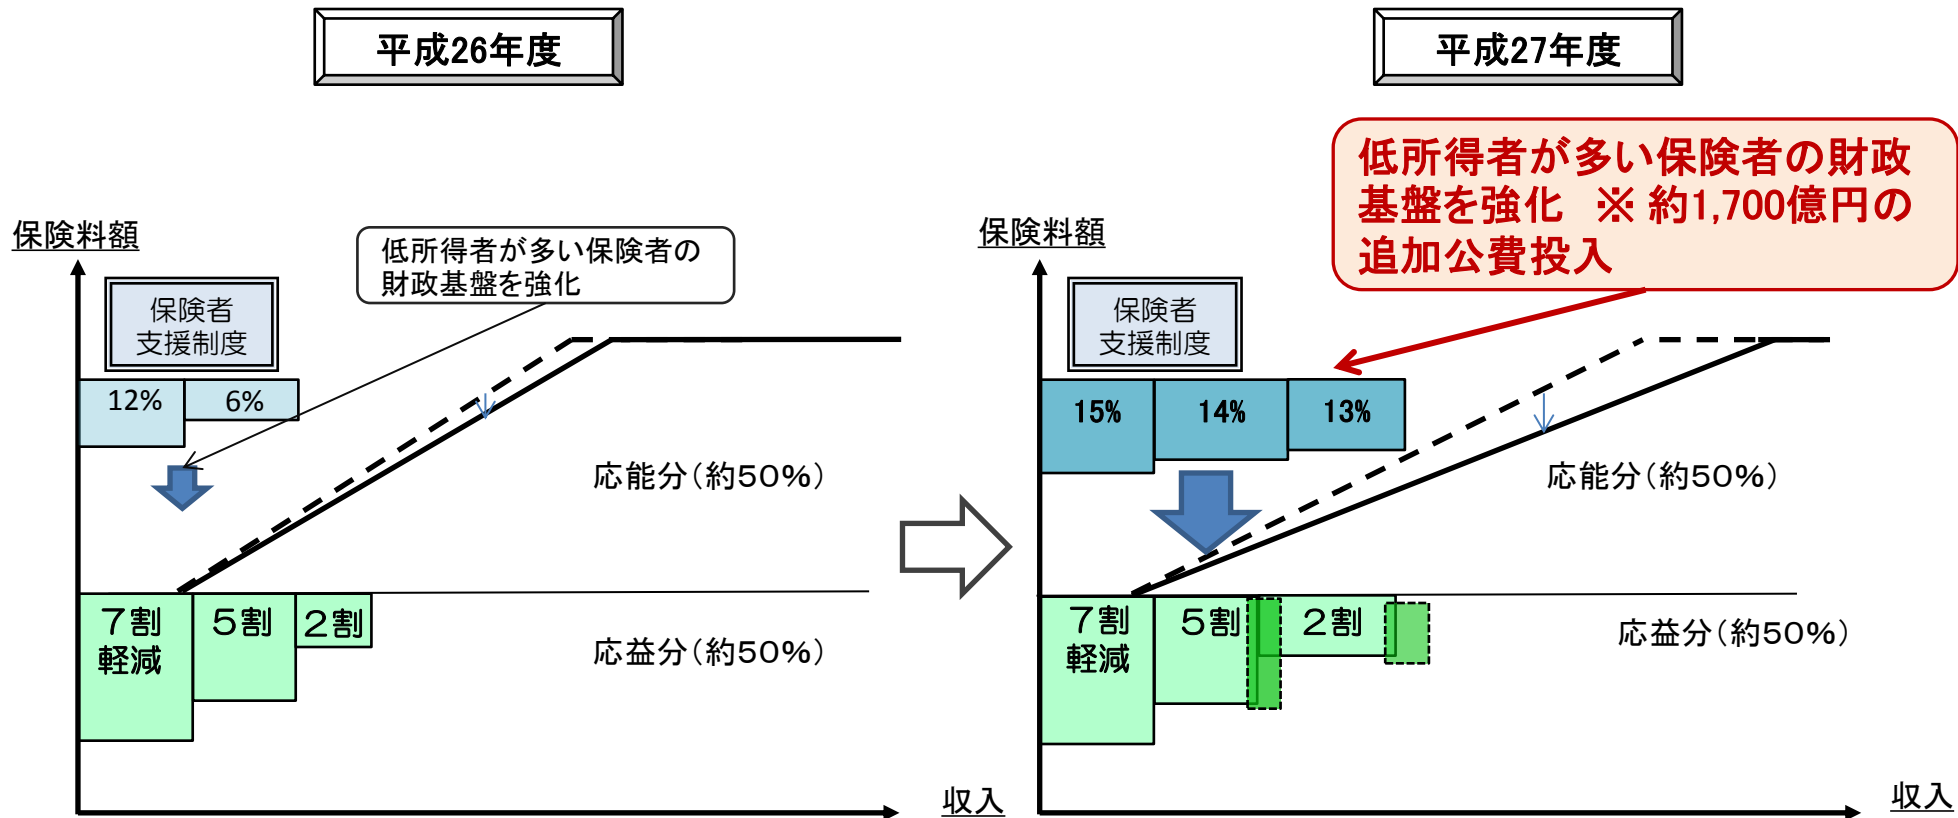 平成26年度
保険料額
低所得者が多い保険者の
財政基盤を強化
保険者
支援制度
12%
6%
応能分(約50%)
7割
軽減
5割
2割
応益分(約50%)
収入
平成27年度
低所得者が多い保険者の財政
基盤を強化 ※ 約1,700億円の
追加公費投入
保険料額
保険者
支援制度
15%
14%
13%
応能分(約50%)
7割
軽減
5割
2割
応益分(約50%)
収入